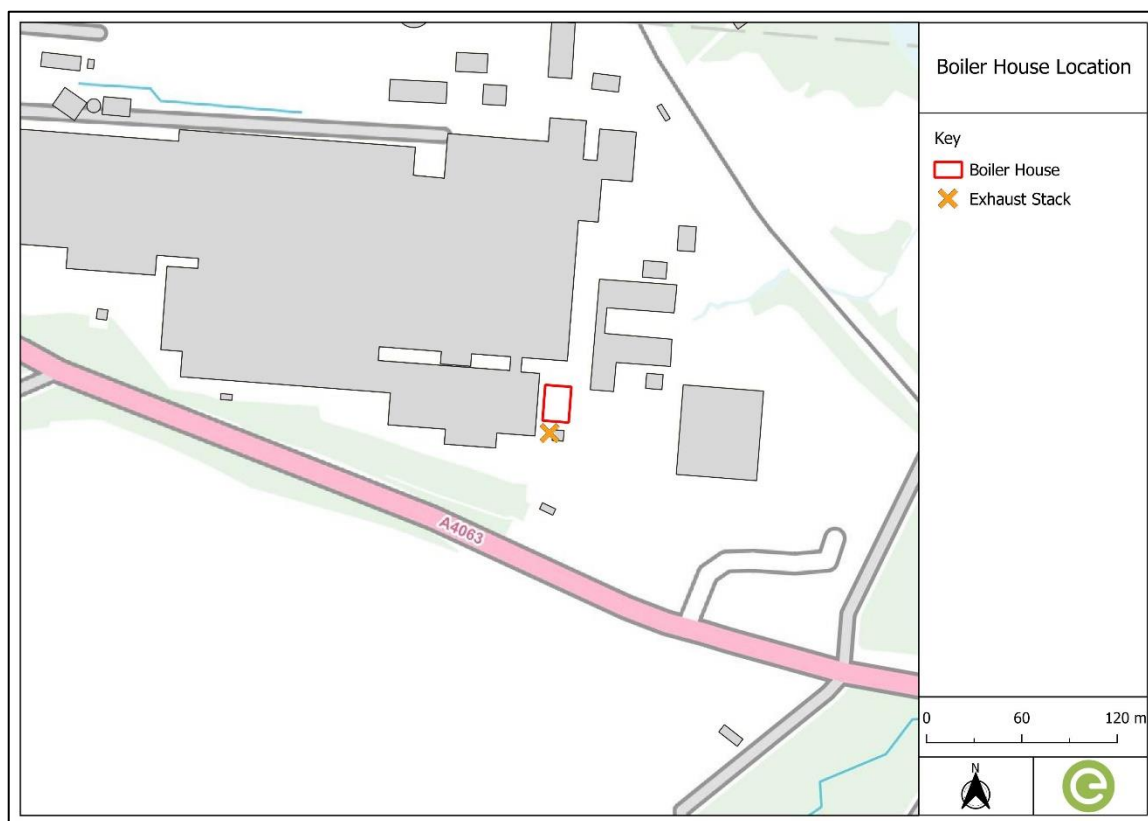 Boiler House Location
Key
Boiler House
Exhaust Stack
A4063
0 60 120 m
N
e